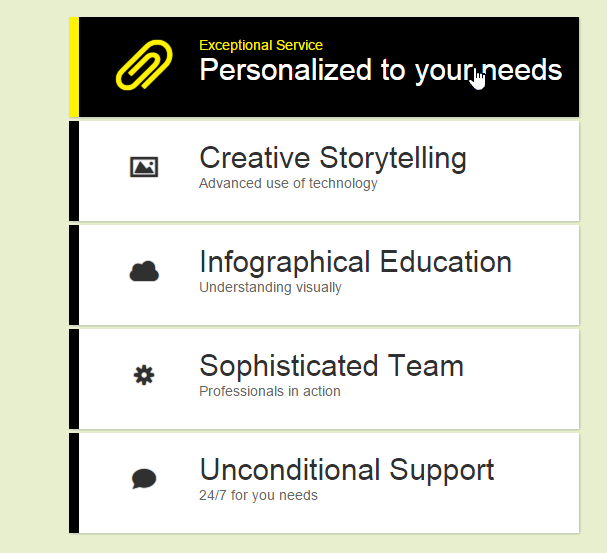 Exceptional Service
Personalized to your needs
Creative Storytelling
Advanced use of technology
Infographical Education
Understanding visually
Sophisticated Team
Professionals in action
Unconditional Support
24/7 for you needs